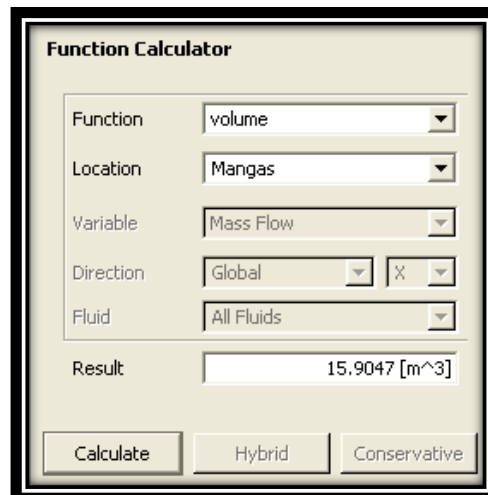 Function Calculator
Function volume
Location Mangas
Variable Mass Flow
Direction Global X
Fluid All Fluids
Result 15.9047 [m^3]
Calculate Hybrid Conservative